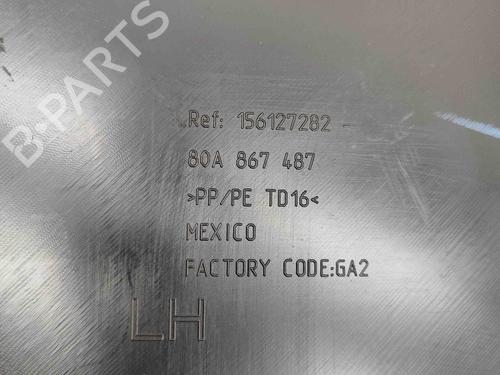 B-PARTS
Ref: 156127282 -
80A 867 487
>PP/PE TD16<
MEXICO
FACTORY CODE:GA2
LH